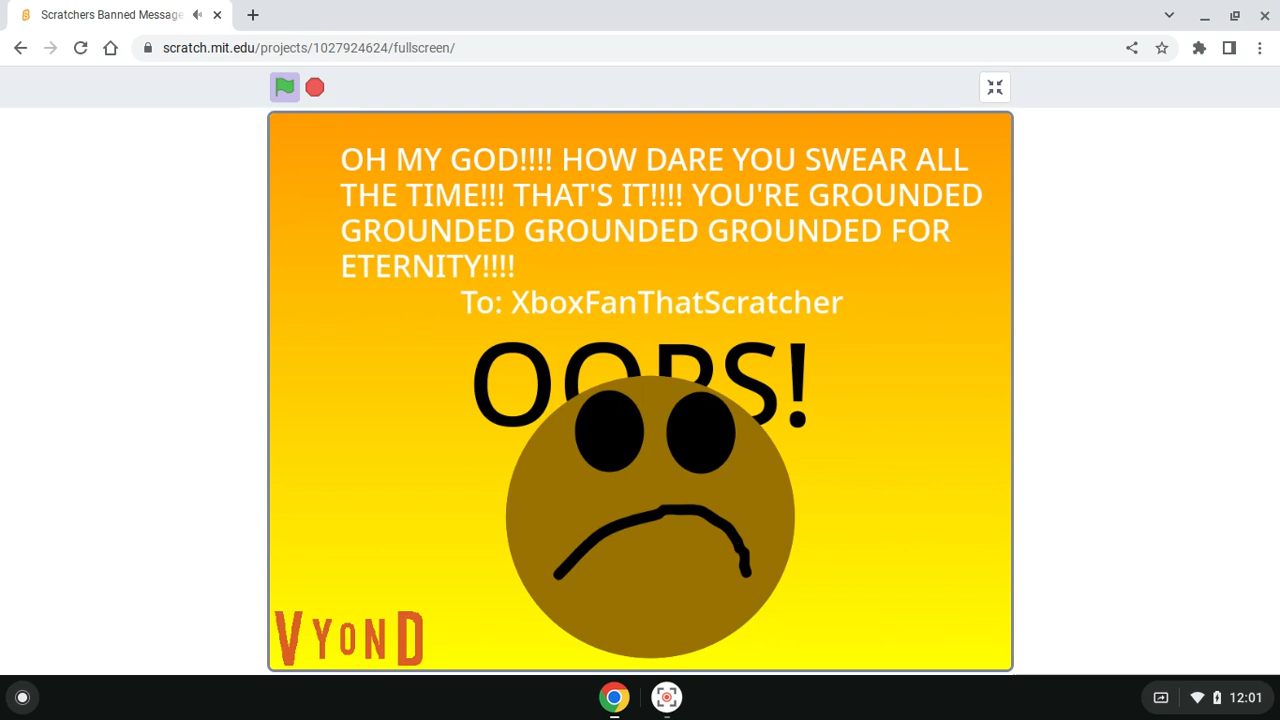 Scratchers Banned Message
scratch.mit.edu/projects/1027924624/fullscreen/
OH MY GOD!!!! HOW DARE YOU SWEAR ALL
THE TIME!!! THAT'S IT!!!! YOU'RE GROUNDED
GROUNDED GROUNDED GROUNDED FOR
ETERNITY!!!!
To: XboxFanThatScratcher
OOPS!
VYOND
12:01